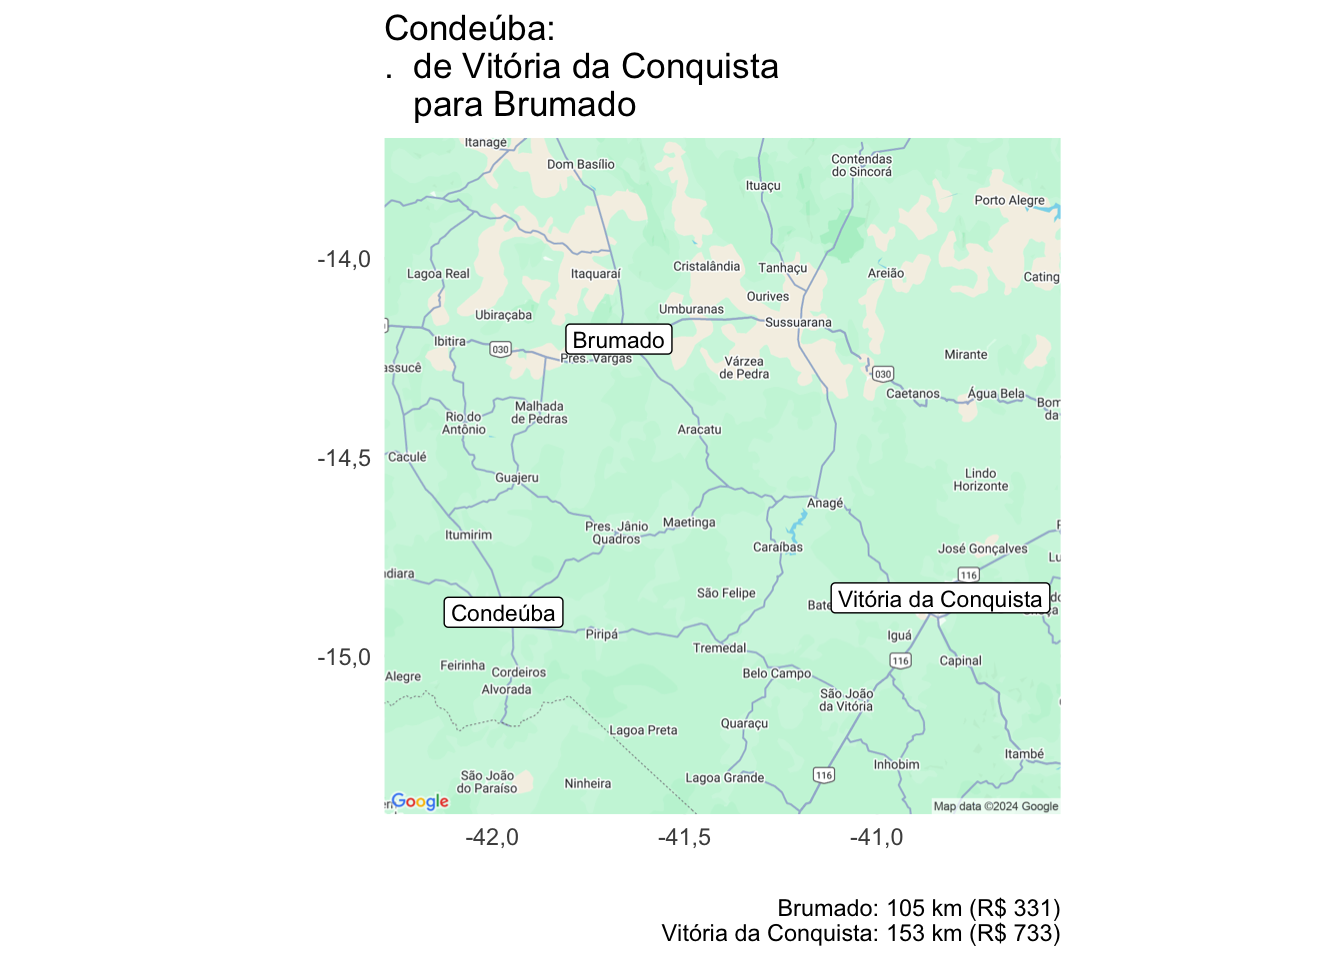 Condeúba:
.  de Vitória da Conquista
para Brumado
Itanagé
Dom Basílio
Contendas
do Sincorá
Ituaçu
Porto Alegre
-14,0
Lagoa Real
Itaquaraí
Cristalândia
Tanhaçu
Areião
Cating
Ourives
Ubiraçaba
Umburanas
Sussuarana
Brumado
Ibitira
030
Pres. Vargas
Mirante
assucê
Várzea
de Pedra
030
Caetanos
Água Bela
Bom
da
Malhada
de Pedras
Rio do
Antônio
Aracatu
-14,5
Caculé
Guajeru
Lindo
Horizonte
Anagé
Pres. Jânio
Quadros
Maetinga
Itumirim
Caraíbas
José Gonçalves
Lu
ndiara
116
São Felipe
Bate
Vitória da Conquista
Condeúba
Piripá
Iguá
Tremedal
-15,0
116
Capinal
Feirinha
Cordeiros
Alegre
Belo Campo
Alvorada
São João
da Vitória
Quaraçu
Lagoa Preta
Itambé
Inhobim
São João
do Paraíso
Ninheira
Lagoa Grande
116
Google
Map data ©2024 Google
-42,0
-41,5
-41,0
Brumado: 105 km (R$ 331)
Vitória da Conquista: 153 km (R$ 733)